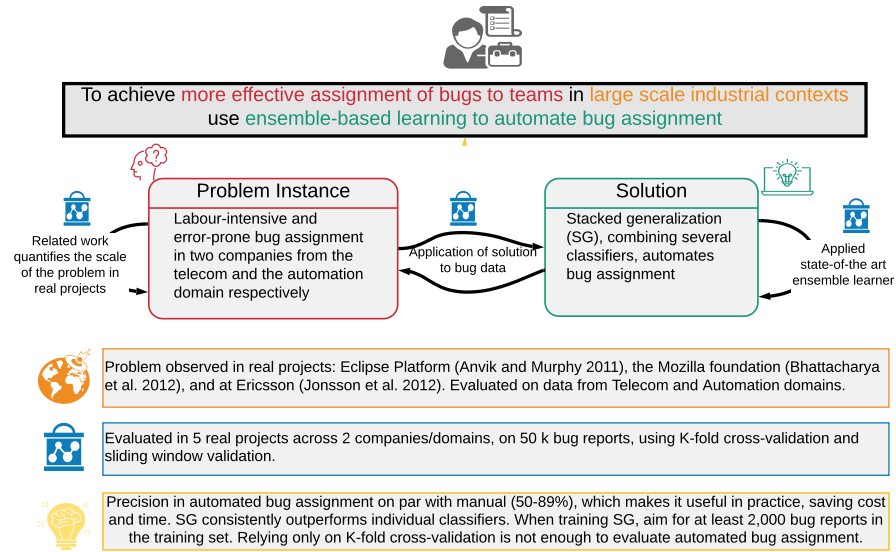 To achieve more effective assignment of bugs to teams in large scale industrial contexts
use ensemble-based learning to automate bug assignment
?
Problem Instance
Labour-intensive and
error-prone bug assignment
in two companies from the
telecom and the automation
domain respectively
Solution
Stacked generalization
(SG), combining several
classifiers, automates
bug assignment
Related work
quantifies the scale
of the problem in
real projects
Application of solution
to bug data
Applied
state-of-the art
ensemble learner
Problem observed in real projects: Eclipse Platform (Anvik and Murphy 2011), the Mozilla foundation (Bhattacharya
et al. 2012), and at Ericsson (Jonsson et al. 2012). Evaluated on data from Telecom and Automation domains.
Evaluated in 5 real projects across 2 companies/domains, on 50 k bug reports, using K-fold cross-validation and
sliding window validation.
Precision in automated bug assignment on par with manual (50-89%), which makes it useful in practice, saving cost
and time. SG consistently outperforms individual classifiers. When training SG, aim for at least 2,000 bug reports in
the training set. Relying only on K-fold cross-validation is not enough to evaluate automated bug assignment.